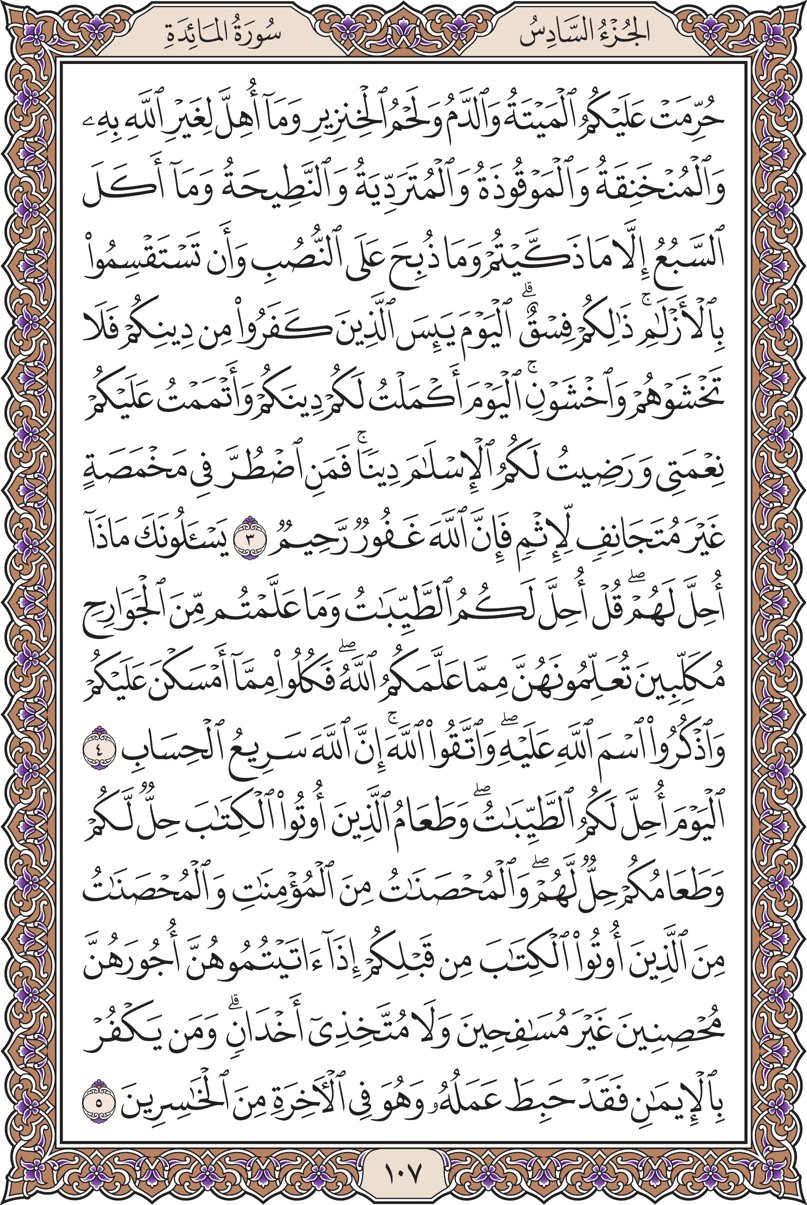 الجُزْءُ السَّادِسُ
سُورَةُ المَائِدَةِ
حُرِّمَتْ عَلَيْكُمُ ٱلْمَيْتَةُ وَٱلدَّمُ وَلَحْمُ ٱلْخِنزِيرِ وَمَآ أُهِلَّ لِغَيْرِ ٱللَّهِ بِهِۦ
وَٱلْمُنْخَنِقَةُ وَٱلْمَوْقُوذَةُ وَٱلْمُتَرَدِّيَةُ وَٱلنَّطِيحَةُ وَمَآ أَكَلَ
ٱلسَّبُعُ إِلَّا مَا ذَكَّيْتُمْ وَمَا ذُبِحَ عَلَى ٱلنُّصُبِ وَأَن تَسْتَقْسِمُوا۟
بِٱلْأَزْلَٰمِ ۚ ذَٰلِكُمْ فِسْقٌ ۗ ٱلْيَوْمَ يَئِسَ ٱلَّذِينَ كَفَرُوا۟ مِن دِينِكُمْ فَلَا
تَخْشَوْهُمْ وَٱخْشَوْنِ ۚ ٱلْيَوْمَ أَكْمَلْتُ لَكُمْ دِينَكُمْ وَأَتْمَمْتُ عَلَيْكُمْ
نِعْمَتِى وَرَضِيتُ لَكُمُ ٱلْإِسْلَٰمَ دِينًا ۚ فَمَنِ ٱضْطُرَّ فِى مَخْمَصَةٍ
غَيْرَ مُتَجَانِفٍ لِّإِثْمٍ فَإِنَّ ٱللَّهَ غَفُورٌ رَّحِيمٌ ٣ يَسْـَٔلُونَكَ مَاذَآ
أُحِلَّ لَهُمْ ۖ قُلْ أُحِلَّ لَكُمُ ٱلطَّيِّبَٰتُ وَمَا عَلَّمْتُم مِّنَ ٱلْجَوَارِحِ
مُكَلِّبِينَ تُعَلِّمُونَهُنَّ مِمَّا عَلَّمَكُمُ ٱللَّهُ ۖ فَكُلُوا۟ مِمَّآ أَمْسَكْنَ عَلَيْكُمْ
وَٱذْكُرُوا۟ ٱسْمَ ٱللَّهِ عَلَيْهِ ۖ وَٱتَّقُوا۟ ٱللَّهَ ۚ إِنَّ ٱللَّهَ سَرِيعُ ٱلْحِسَابِ ٤
ٱلْيَوْمَ أُحِلَّ لَكُمُ ٱلطَّيِّبَٰتُ ۖ وَطَعَامُ ٱلَّذِينَ أُوتُوا۟ ٱلْكِتَٰبَ حِلٌّ لَّكُمْ
وَطَعَامُكُمْ حِلٌّ لَّهُمْ ۖ وَٱلْمُحْصَنَٰتُ مِنَ ٱلْمُؤْمِنَٰتِ وَٱلْمُحْصَنَٰتُ
مِنَ ٱلَّذِينَ أُوتُوا۟ ٱلْكِتَٰبَ مِن قَبْلِكُمْ إِذَآ ءَاتَيْتُمُوهُنَّ أُجُورَهُنَّ
مُحْصِنِينَ غَيْرَ مُسَٰفِحِينَ وَلَا مُتَّخِذِىٓ أَخْدَانٍ ۗ وَمَن يَكْفُرْ
بِٱلْإِيمَٰنِ فَقَدْ حَبِطَ عَمَلُهُۥ وَهُوَ فِى ٱلْـَٔاخِرَةِ مِنَ ٱلْخَٰسِرِينَ ٥
١٠٧